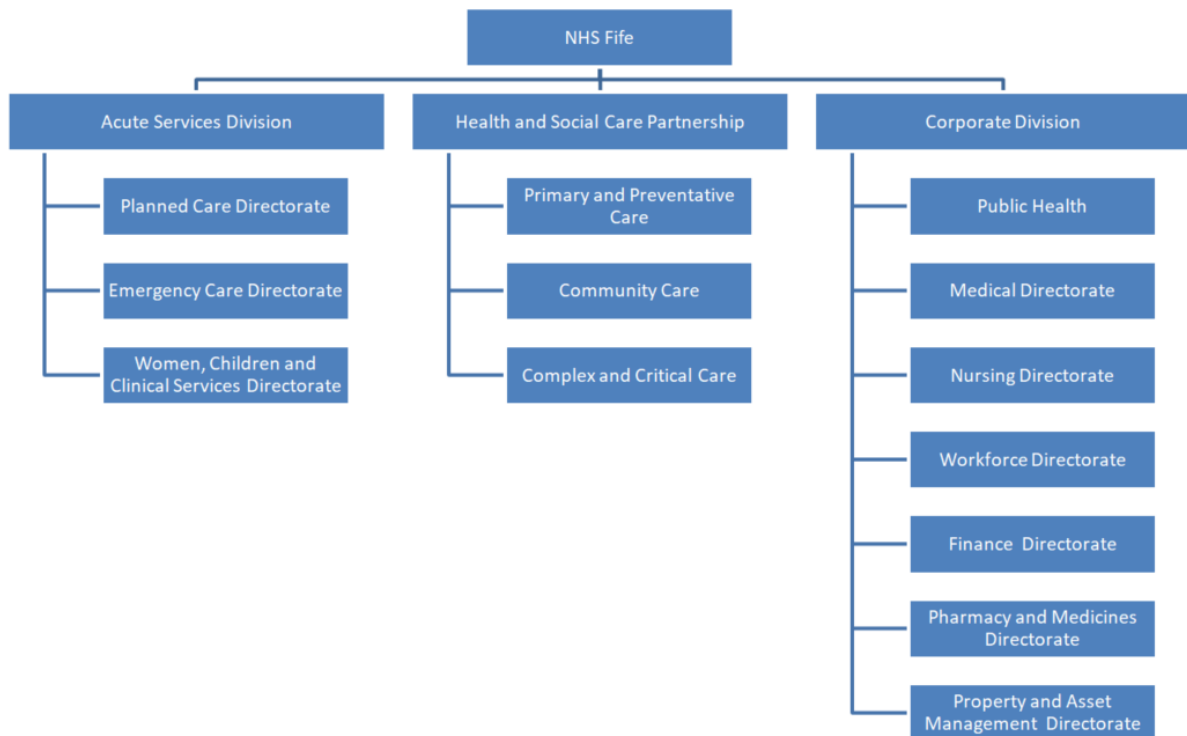 NHS Fife
Acute Services Division
Health and Social Care Partnership
Corporate Division
Planned Care Directorate
Emergency Care Directorate
Women, Children and
Clinical Services Directorate
Primary and Preventative
Care
Community Care
Complex and Critical Care
Public Health
Medical Directorate
Nursing Directorate
Workforce Directorate
Finance Directorate
Pharmacy and Medicines
Directorate
Property and Asset
Management Directorate